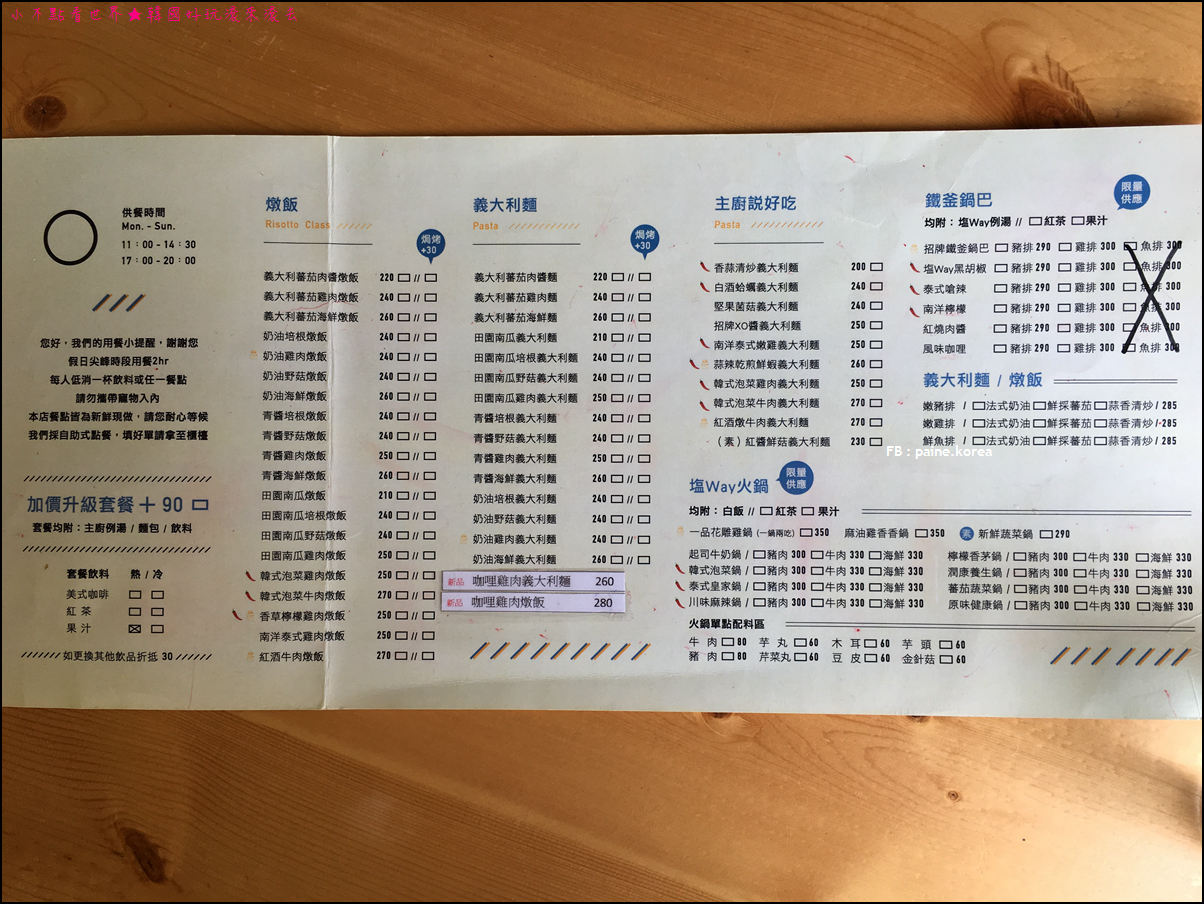 小不點看世界★韓國好玩滾來滾去
供餐時間
Mon. - Sun.
11：00 - 14：30
17：00 - 20：00
您好，我們的用餐小提醒，謝謝您
假日尖峰時段用餐2hr
每人低消一杯飲料或任一餐點
請勿攜帶寵物入內
本店餐點皆為新鮮現做，請您耐心等候
我們採自助式點餐，填好單請拿至櫃檯
加價升級套餐＋90
套餐均附：主廚例湯 / 麵包 / 飲料
套餐飲料 熱 / 冷
美式咖啡
紅 茶
果 汁
如更換其他飲品折抵 30
燉飯
Risotto Class
焗烤
+30
義大利蕃茄肉醬燉飯 220 //
義大利蕃茄雞肉燉飯 240 //
義大利蕃茄海鮮燉飯 260 //
奶油培根燉飯 240 //
奶油雞肉燉飯 240 //
奶油野菇燉飯 240 //
奶油海鮮燉飯 260 //
青醬培根燉飯 240 //
青醬野菇燉飯 240 //
青醬雞肉燉飯 250 //
青醬海鮮燉飯 260 //
田園南瓜燉飯 210 //
田園南瓜培根燉飯 240 //
田園南瓜野菇燉飯 240 //
田園南瓜雞肉燉飯 250 //
韓式泡菜雞肉燉飯 250 //
韓式泡菜牛肉燉飯 270 //
香草檸檬雞肉燉飯 250 //
南洋泰式雞肉燉飯 250 //
紅酒牛肉燉飯 270 //
義大利麵
Pasta
焗烤
+30
義大利蕃茄肉醬麵 220 //
義大利蕃茄雞肉麵 240 //
義大利蕃茄海鮮麵 260 //
田園南瓜義大利麵 210 //
田園南瓜培根義大利麵 240 //
田園南瓜野菇義大利麵 240 //
田園南瓜雞肉義大利麵 250 //
青醬培根義大利麵 240 //
青醬野菇義大利麵 240 //
青醬雞肉義大利麵 250 //
青醬海鮮義大利麵 260 //
奶油培根義大利麵 240 //
奶油野菇義大利麵 240 //
奶油雞肉義大利麵 240 //
奶油海鮮義大利麵 260 //
新品 咖哩雞肉義大利麵 260
新品 咖哩雞肉燉飯 280
主廚説好吃
Pasta
香蒜清炒義大利麵 200
白酒蛤蠣義大利麵 240
堅果菌菇義大利麵 240
招牌XO醬義大利麵 250
南洋泰式嫩雞義大利麵 250
蒜辣乾煎鮮蝦義大利麵 260
韓式泡菜雞肉義大利麵 250
韓式泡菜牛肉義大利麵 270
紅酒燉牛肉義大利麵 270
（素）紅醬鮮菇義大利麵 230
鐵釜鍋巴
限量
供應
均附：塩Way例湯 // 紅茶 果汁
招牌鐵釜鍋巴 豬排 290 雞排 300 魚排 300
塩Way黑胡椒 豬排 290 雞排 300 魚排 300
泰式嗆辣 豬排 290 雞排 300 魚排 300
南洋檸檬 豬排 290 雞排 300 魚排 300
紅燒肉醬 豬排 290 雞排 300 魚排 300
風味咖哩 豬排 290 雞排 300 魚排 300
義大利麵 / 燉飯
嫩豬排 / 法式奶油 鮮採蕃茄 蒜香清炒 / 285
嫩雞排 / 法式奶油 鮮採蕃茄 蒜香清炒 / 285
鮮魚排 / 法式奶油 鮮採蕃茄 蒜香清炒 / 285
FB : paine.korea
塩Way火鍋
限量
供應
均附：白飯 // 紅茶 果汁
一品花雕雞鍋（一鍋兩吃） 350 麻油雞香香鍋 350 素 新鮮蔬菜鍋 290
起司牛奶鍋 / 豬肉 300 牛肉 330 海鮮 330
韓式泡菜鍋 / 豬肉 300 牛肉 330 海鮮 330
泰式皇家鍋 / 豬肉 300 牛肉 330 海鮮 330
川味麻辣鍋 / 豬肉 300 牛肉 330 海鮮 330
檸檬香茅鍋 / 豬肉 300 牛肉 330 海鮮 330
潤康養生鍋 / 豬肉 300 牛肉 330 海鮮 330
蕃茄蔬菜鍋 / 豬肉 300 牛肉 330 海鮮 330
原味健康鍋 / 豬肉 300 牛肉 330 海鮮 330
火鍋單點配料區
牛 肉 80 芋 丸 60 木 耳 60 芋 頭 60
豬 肉 80 芹菜丸 60 豆 皮 60 金針菇 60